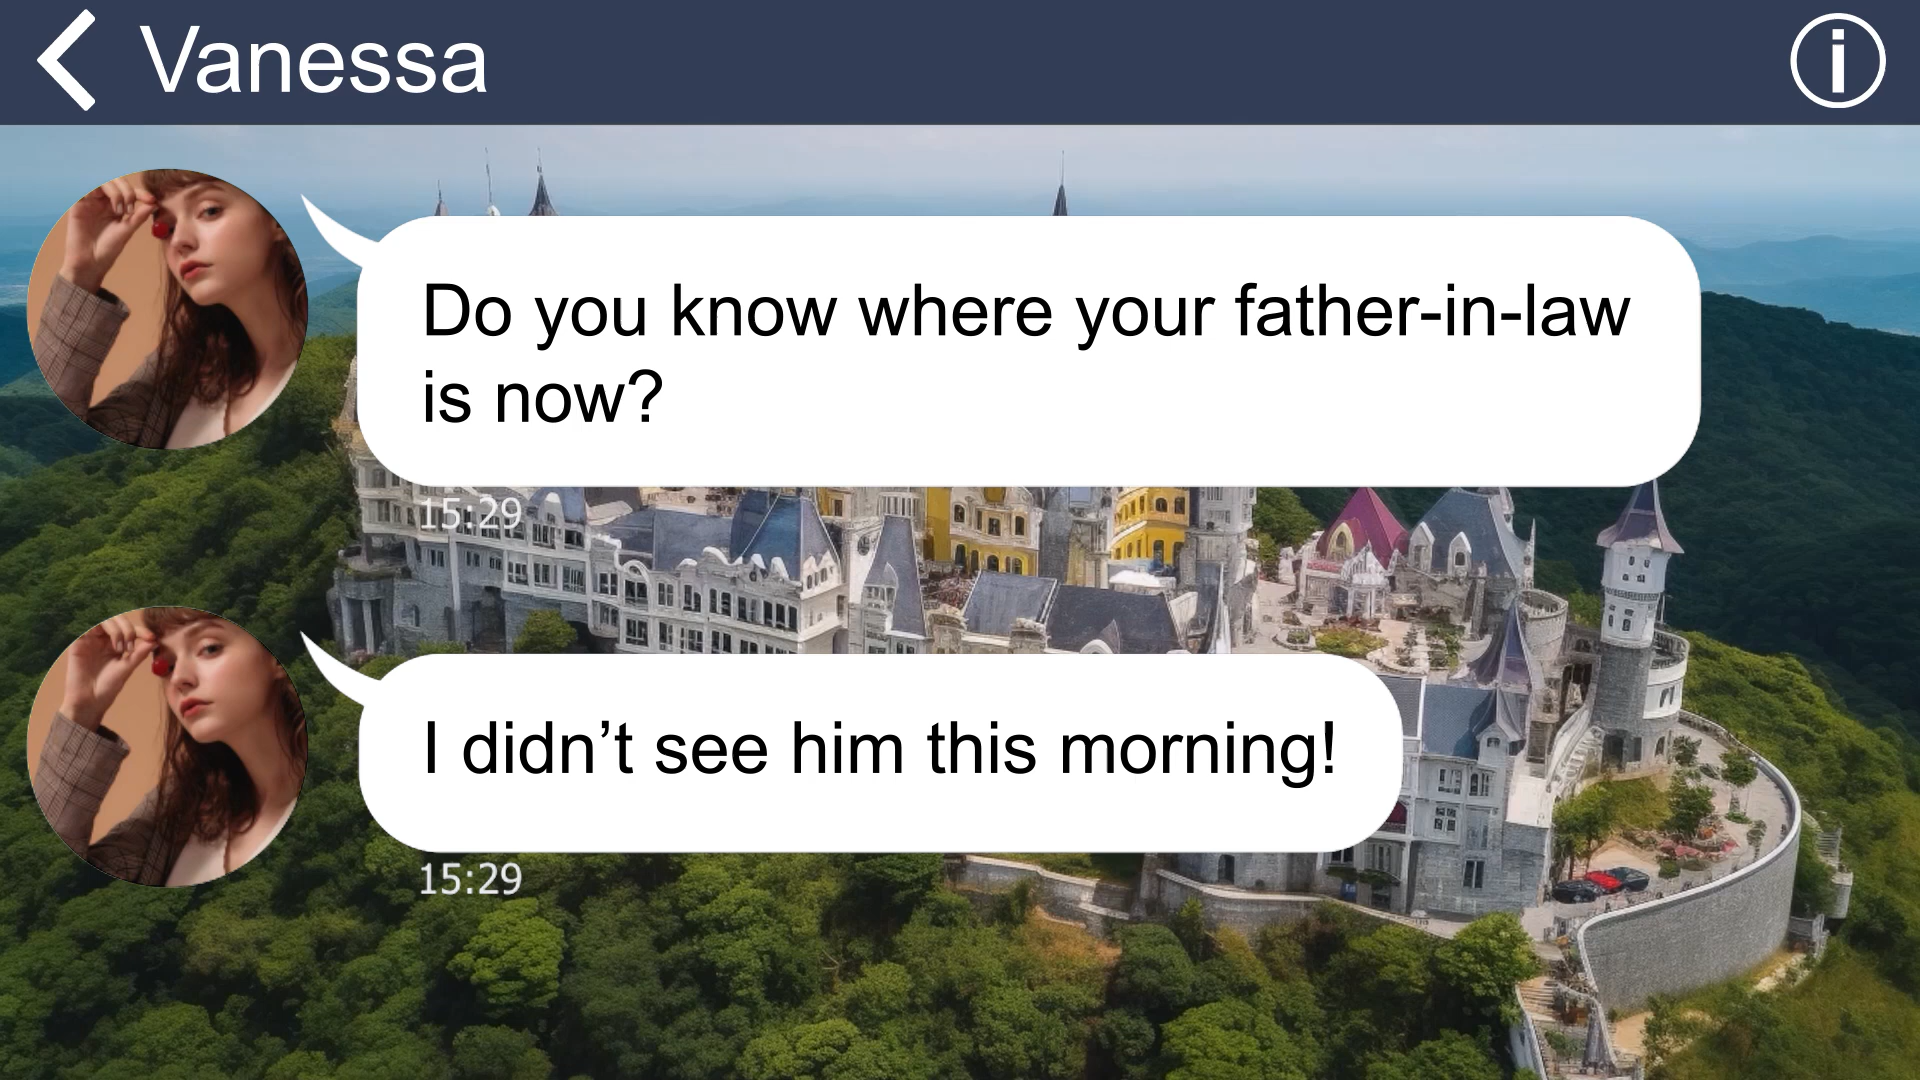 Vanessa
Do you know where your father-in-law
is now?
15:29
I didn’t see him this morning!
15:29